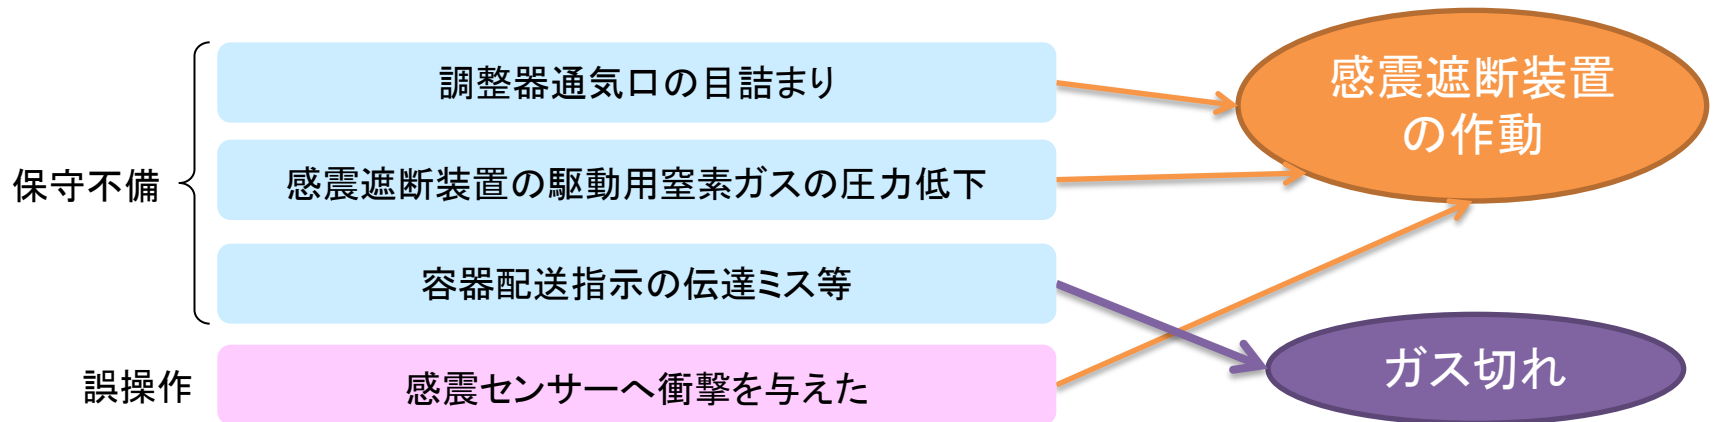 調整器通気口の目詰まり
感震遮断装置
の作動
保守不備
感震遮断装置の駆動用窒素ガスの圧力低下
容器配送指示の伝達ミス等
ガス切れ
誤操作
感震センサーへ衝撃を与えた